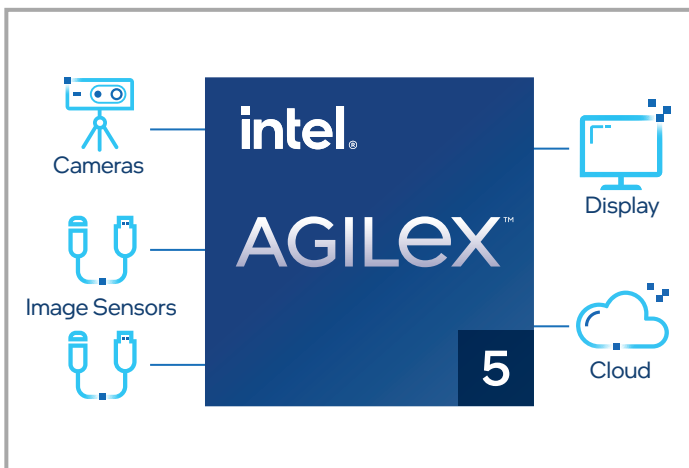 Cameras
Image Sensors
intel®
AGILEX™
5
Display
Cloud